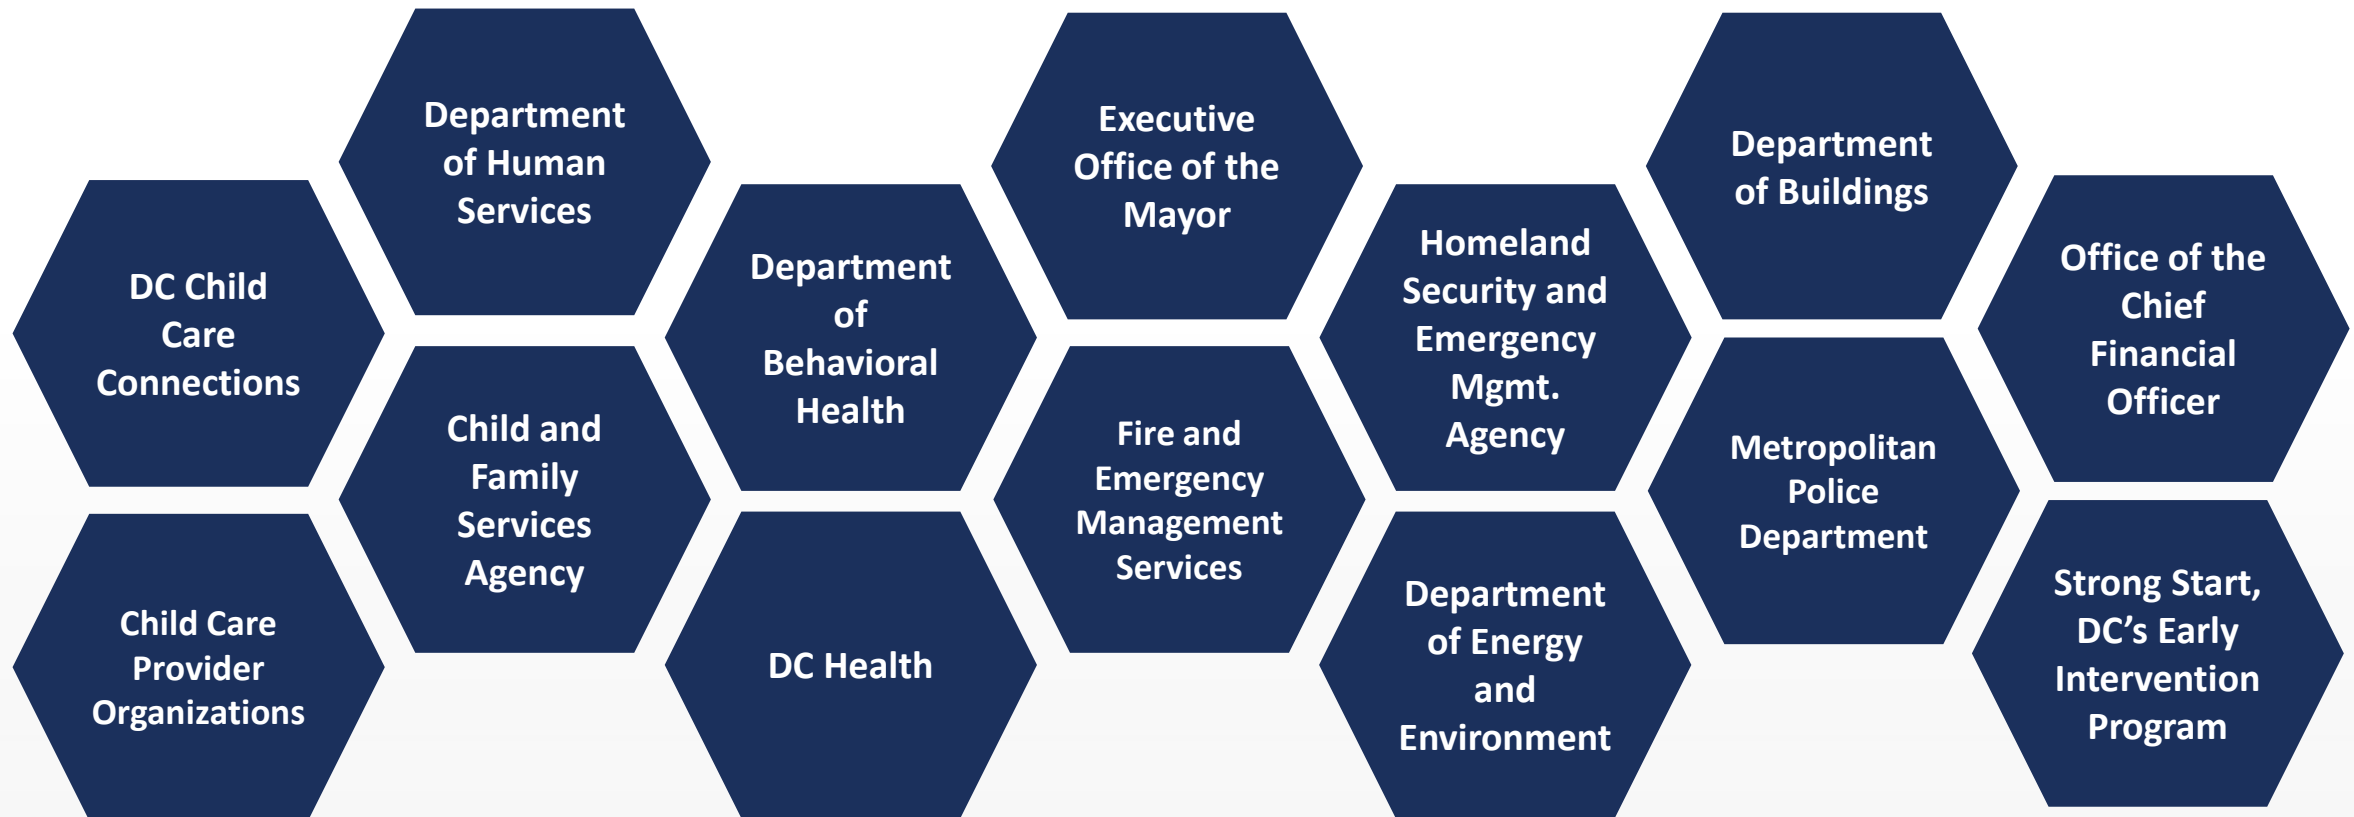 Department
of Human
Services
Executive
Office of the
Mayor
Department
of Buildings
DC Child
Care
Connections
Department
of
Behavioral
Health
Homeland
Security and
Emergency
Mgmt.
Agency
Office of the
Chief
Financial
Officer
Child and
Family
Services
Agency
Fire and
Emergency
Management
Services
Metropolitan
Police
Department
Child Care
Provider
Organizations
DC Health
Department
of Energy
and
Environment
Strong Start,
DC’s Early
Intervention
Program